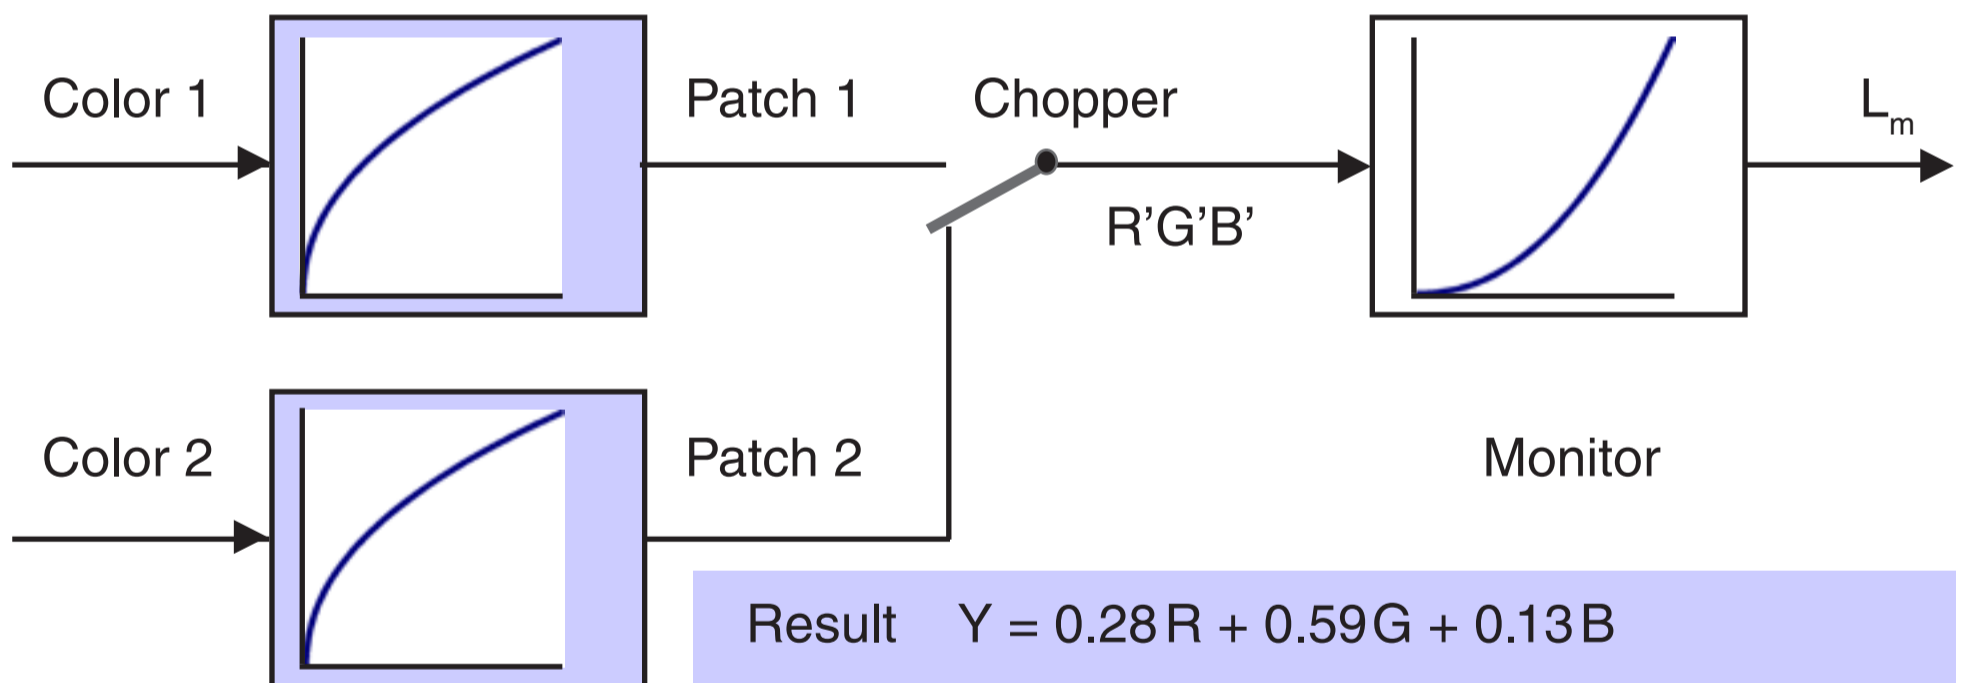 Color 1
Patch 1
Chopper
Lm
R’G’B’
Color 2
Patch 2
Monitor
Result Y = 0.28 R + 0.59 G + 0.13 B